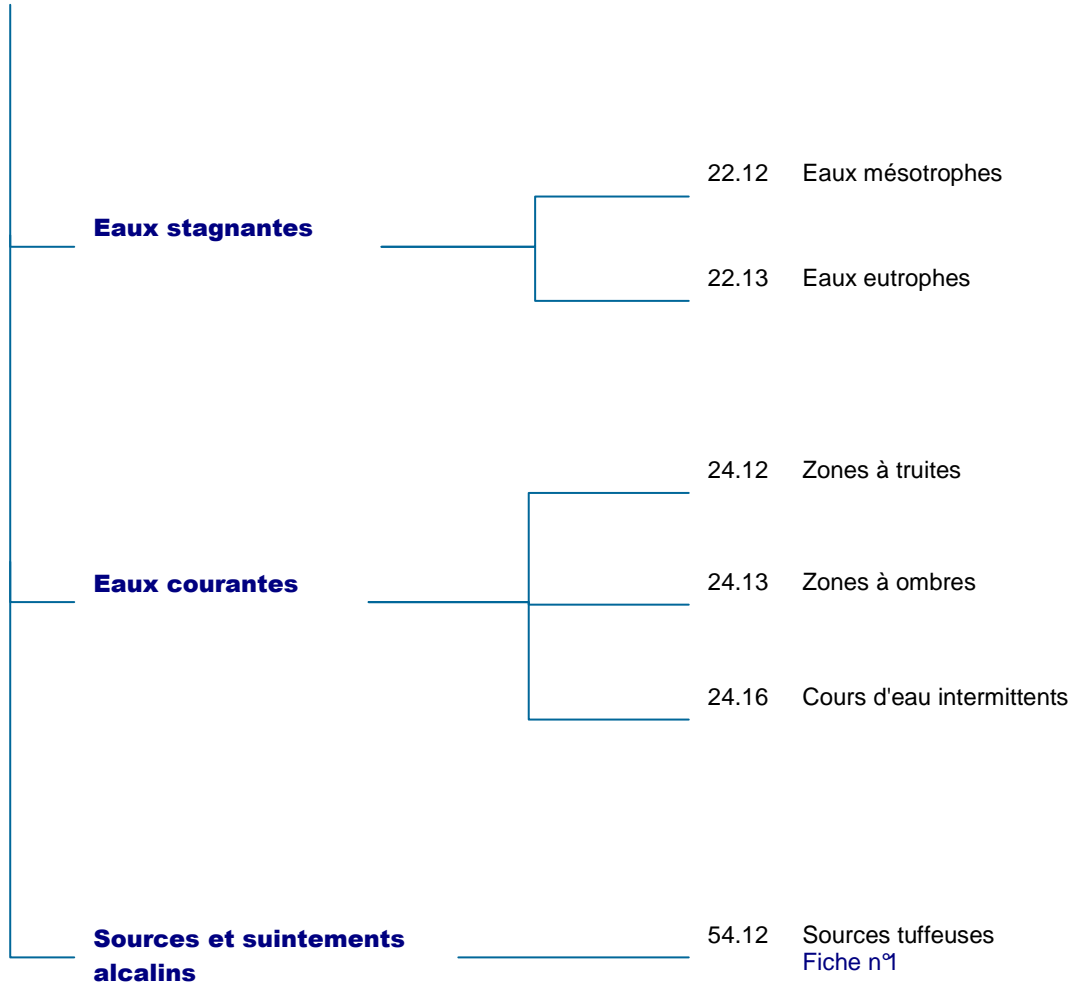 22.12 Eaux mésotrophes
Eaux stagnantes
22.13 Eaux eutrophes
24.12 Zones à truites
Eaux courantes
24.13 Zones à ombres
24.16 Cours d'eau intermittents
Sources et suintements
alcalins
54.12 Sources tuffeuses
Fiche n°1